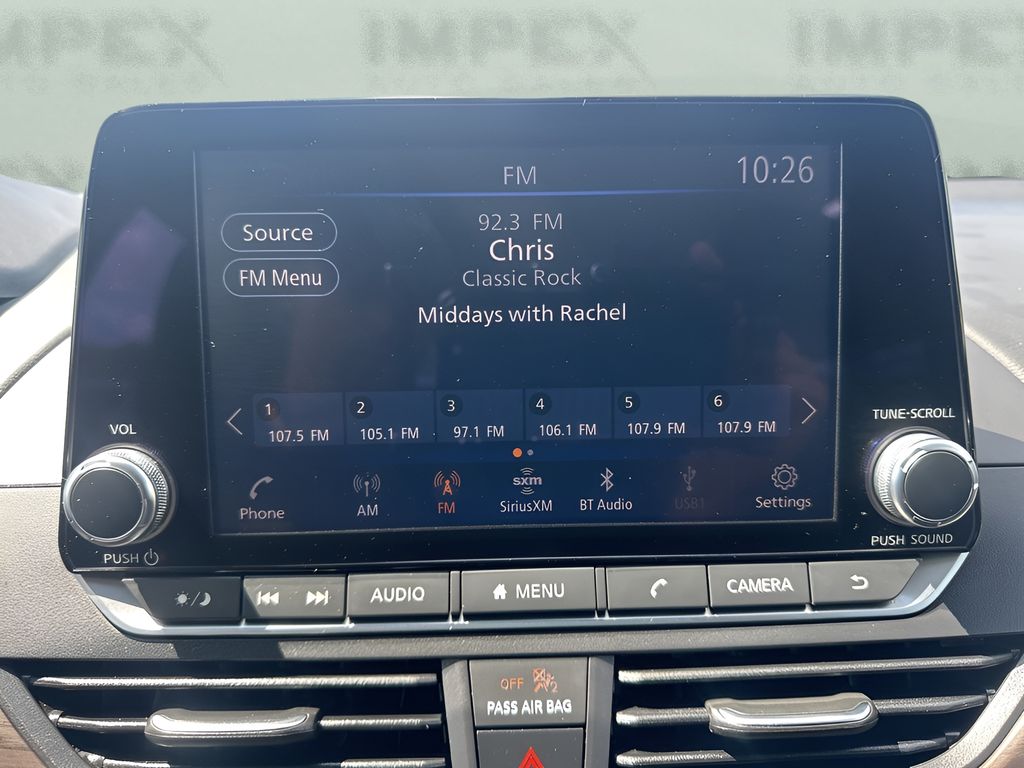 IMPEX IMPEX IMPEX
FM
10:26
Source
92.3 FM
Chris
FM Menu
Classic Rock
Middays with Rachel
1 2 3 4 5 6
107.5 FM 105.1 FM 97.1 FM 106.1 FM 107.9 FM 107.9 FM
VOL
TUNE·SCROLL
Phone
AM
FM
sxm
SiriusXM
BT Audio
USB1
Settings
PUSH
PUSH SOUND
AUDIO
MENU
CAMERA
OFF
2
PASS AIR BAG